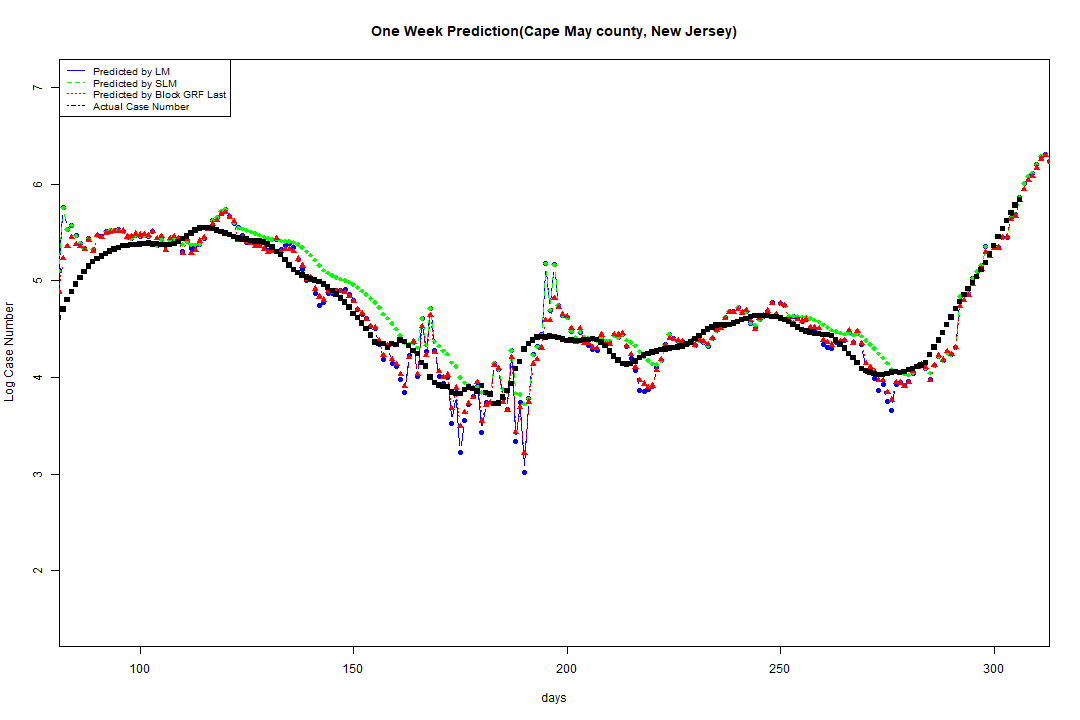 One Week Prediction(Cape May county, New Jersey)
Predicted by LM
Predicted by SLM
Predicted by Block GRF Last
Actual Case Number
7
6
5
4
3
2
Log Case Number
100 150 200 250 300
days